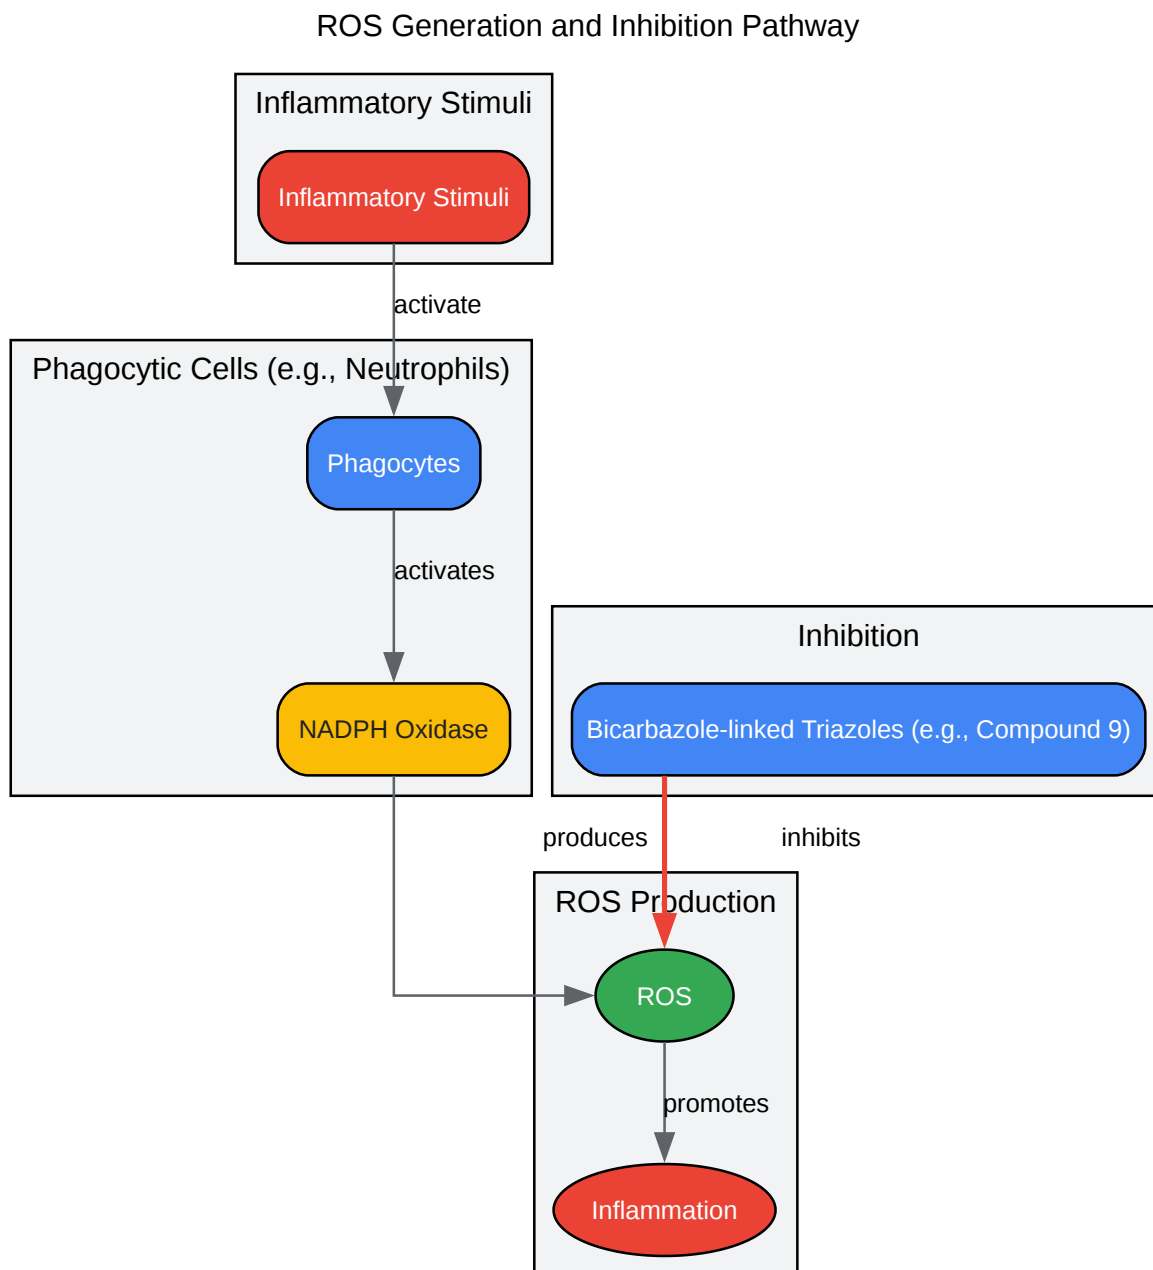 ROS Generation and Inhibition Pathway
Inflammatory Stimuli
Inflammatory Stimuli
activate
Phagocytic Cells (e.g., Neutrophils)
Phagocytes
activates
NADPH Oxidase
Inhibition
Bicarbazole-linked Triazoles (e.g., Compound 9)
produces
inhibits
ROS Production
ROS
promotes
Inflammation